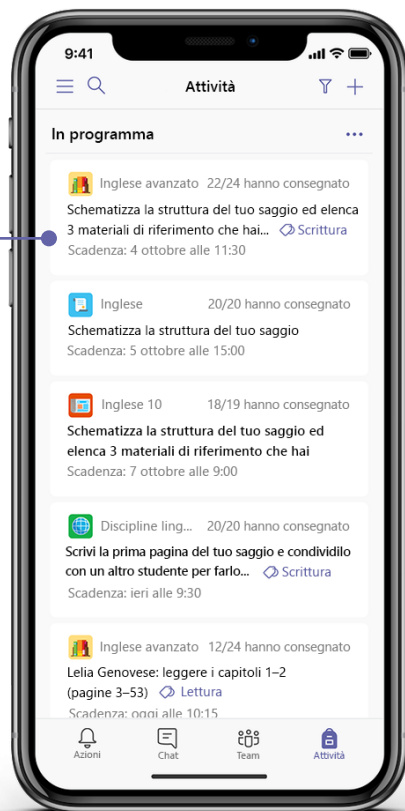 9:41
Attività
In programma
Inglese avanzato 22/24 hanno consegnato
Schematizza la struttura del tuo saggio ed elenca
3 materiali di riferimento che hai... Scrittura
Scadenza: 4 ottobre alle 11:30
Inglese 20/20 hanno consegnato
Schematizza la struttura del tuo saggio
Scadenza: 5 ottobre alle 15:00
Inglese 10 18/19 hanno consegnato
Schematizza la struttura del tuo saggio ed
elenca 3 materiali di riferimento che hai
Scadenza: 7 ottobre alle 9:00
Discipline ling... 20/20 hanno consegnato
Scrivi la prima pagina del tuo saggio e condividilo
con un altro studente per farlo... Scrittura
Scadenza: ieri alle 9:30
Inglese avanzato 12/24 hanno consegnato
Lelia Genovese: leggere i capitoli 1–2
(pagine 3–53) Lettura
Scadenza: oggi alle 10:15
Azioni Chat Team Attività